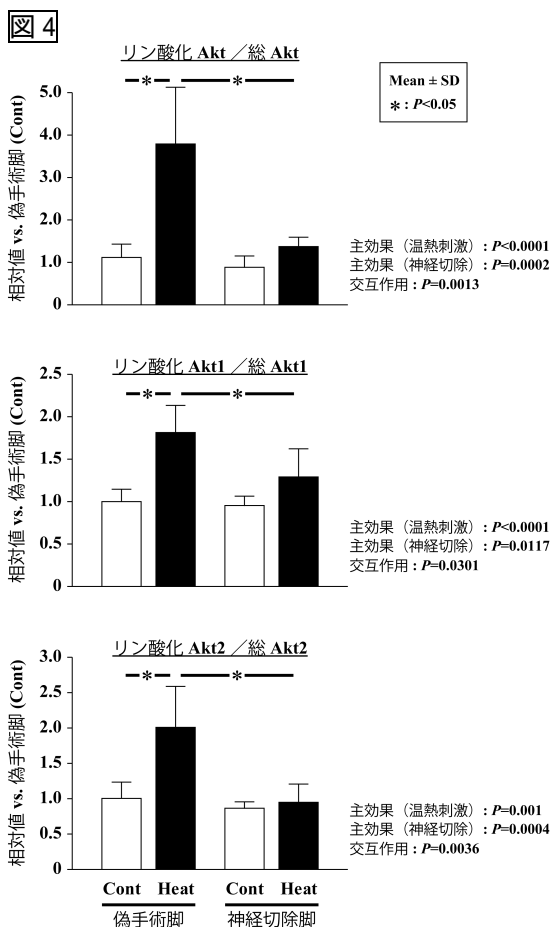 図4
リン酸化 Akt ／総 Akt
* *
Mean ± SD
* : P<0.05
相対値 vs. 偽手術脚 (Cont)
5.0
4.0
3.0
2.0
1.0
0
主効果（温熱刺激）: P<0.0001
主効果（神経切除）: P=0.0002
交互作用 : P=0.0013
リン酸化 Akt1 ／総 Akt1
* *
相対値 vs. 偽手術脚 (Cont)
2.5
2.0
1.5
1.0
0.5
0
主効果（温熱刺激）: P<0.0001
主効果（神経切除）: P=0.0117
交互作用 : P=0.0301
リン酸化 Akt2 ／総 Akt2
* *
相対値 vs. 偽手術脚 (Cont)
3.0
2.5
2.0
1.5
1.0
0.5
0
主効果（温熱刺激）: P=0.001
主効果（神経切除）: P=0.0004
交互作用 : P=0.0036
Cont Heat Cont Heat
偽手術脚 神経切除脚